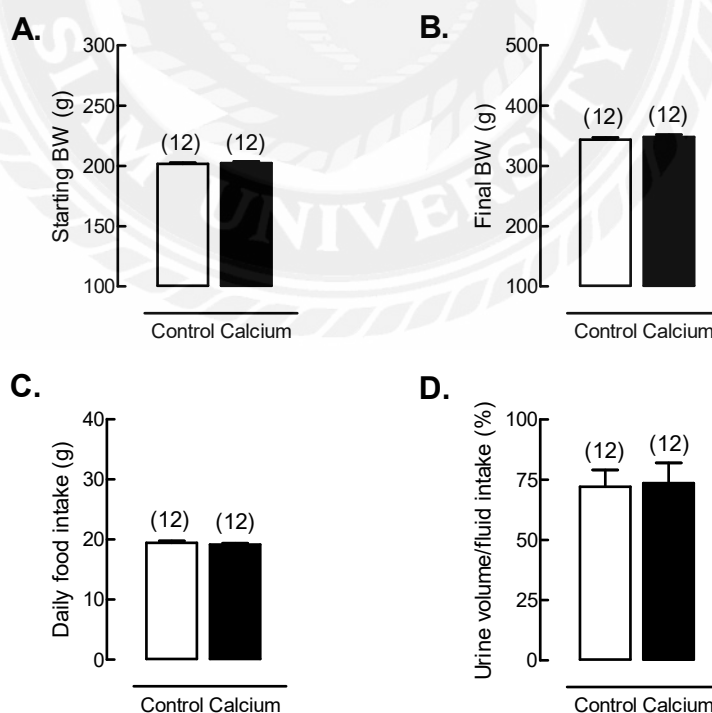 A.
Starting BW (g)
300
250
200
150
100
(12) (12)
Control Calcium
B.
Final BW (g)
500
400
300
200
100
(12) (12)
Control Calcium
C.
Daily food intake (g)
40
30
20
10
0
(12) (12)
Control Calcium
D.
Urine volume/fluid intake (%)
100
75
50
25
0
(12) (12)
Control Calcium
SIAM UNIVERSITY